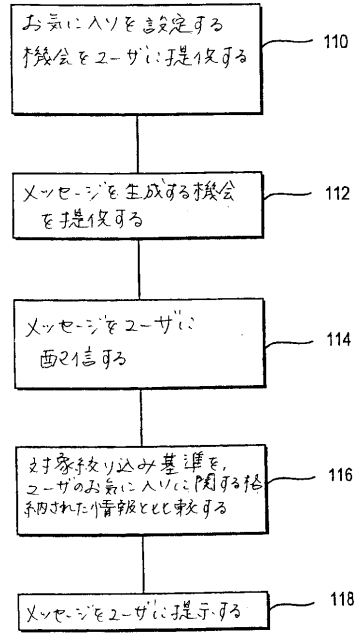 お気に入りを設定する
機会をユーザに提供する
110
メッセージを生成する機会
を提供する
112
メッセージをユーザに
配信する
114
対象絞り込み基準を、
ユーザのお気に入りに関する格
納された情報と比較する
116
メッセージをユーザに提示する
118